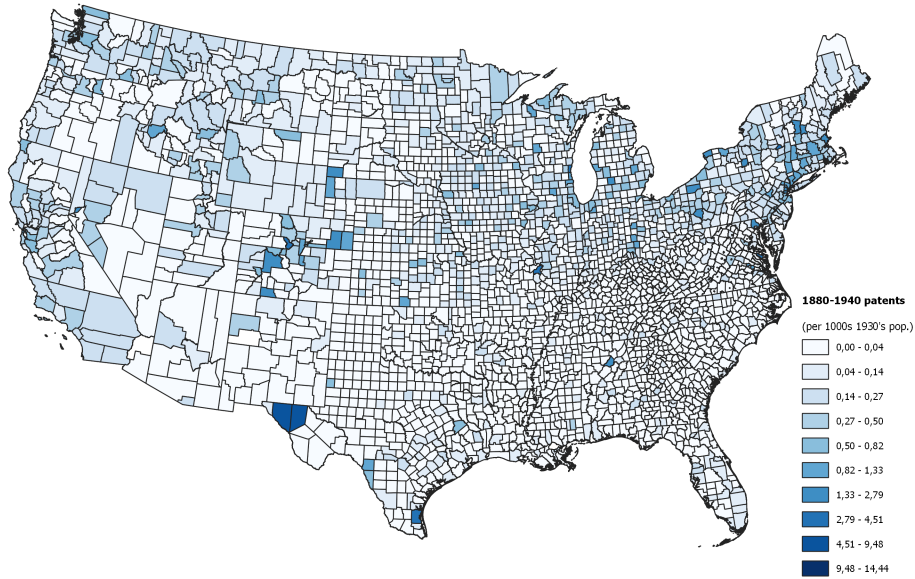 1880-1940 patents
(per 1000s 1930's pop.)
0,00 - 0,04
0,04 - 0,14
0,14 - 0,27
0,27 - 0,50
0,50 - 0,82
0,82 - 1,33
1,33 - 2,79
2,79 - 4,51
4,51 - 9,48
9,48 - 14,44